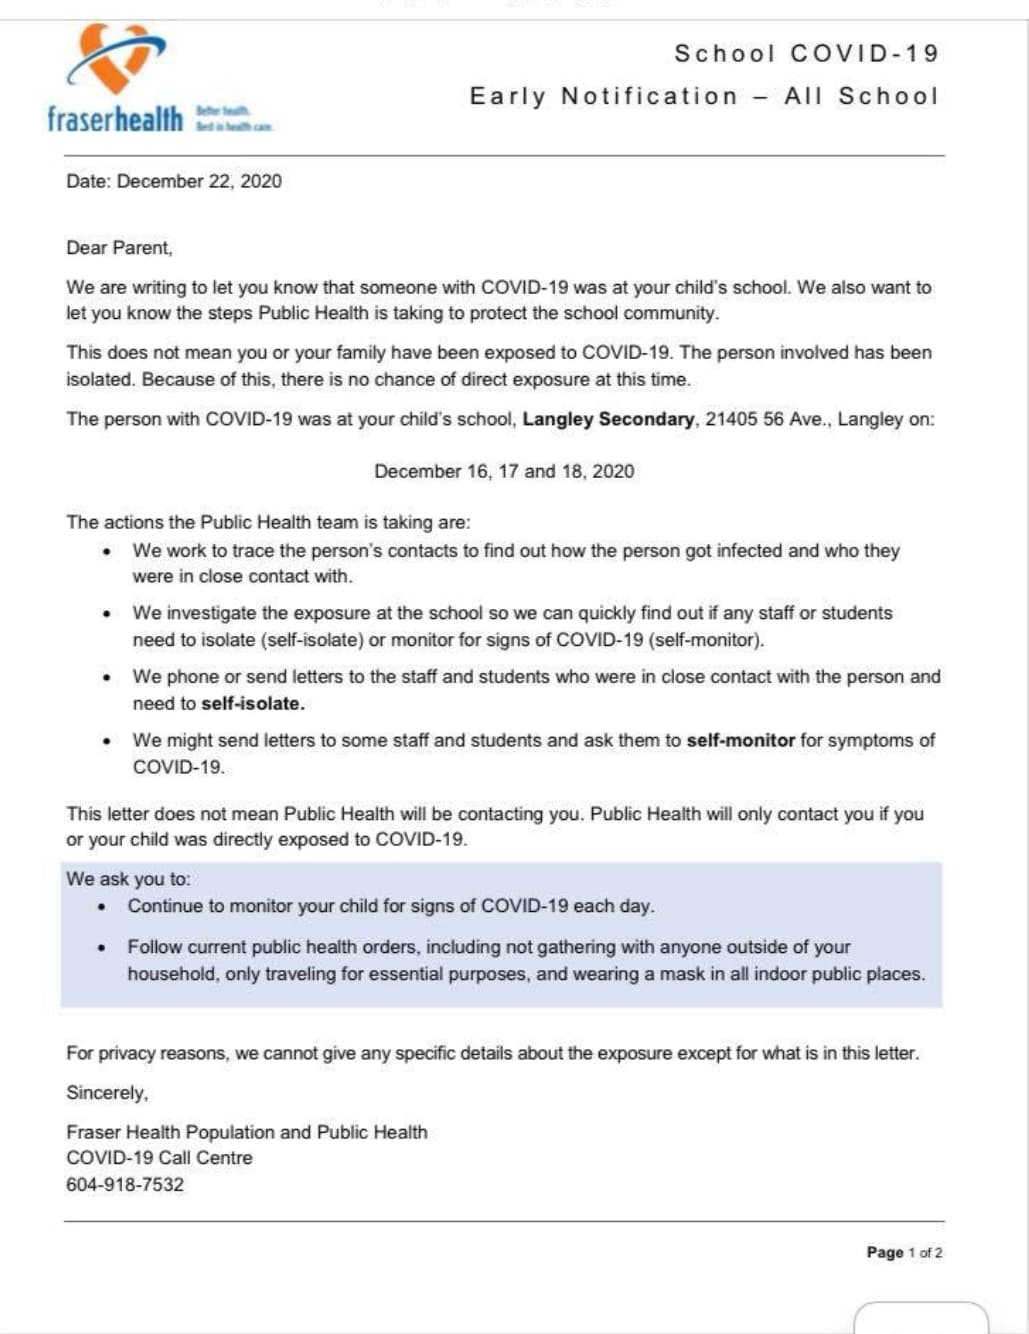 School COVID-19
Early Notification – All School
fraserhealth
Better health.
Best in health care.
Date: December 22, 2020
Dear Parent,
We are writing to let you know that someone with COVID-19 was at your child's school. We also want to
let you know the steps Public Health is taking to protect the school community.
This does not mean you or your family have been exposed to COVID-19. The person involved has been
isolated. Because of this, there is no chance of direct exposure at this time.
The person with COVID-19 was at your child's school, Langley Secondary, 21405 56 Ave., Langley on:
December 16, 17 and 18, 2020
The actions the Public Health team is taking are:
• We work to trace the person's contacts to find out how the person got infected and who they
were in close contact with.
• We investigate the exposure at the school so we can quickly find out if any staff or students
need to isolate (self-isolate) or monitor for signs of COVID-19 (self-monitor).
• We phone or send letters to the staff and students who were in close contact with the person and
need to self-isolate.
• We might send letters to some staff and students and ask them to self-monitor for symptoms of
COVID-19.
This letter does not mean Public Health will be contacting you. Public Health will only contact you if you
or your child was directly exposed to COVID-19.
We ask you to:
• Continue to monitor your child for signs of COVID-19 each day.
• Follow current public health orders, including not gathering with anyone outside of your
household, only traveling for essential purposes, and wearing a mask in all indoor public places.
For privacy reasons, we cannot give any specific details about the exposure except for what is in this letter.
Sincerely,
Fraser Health Population and Public Health
COVID-19 Call Centre
604-918-7532
Page 1 of 2